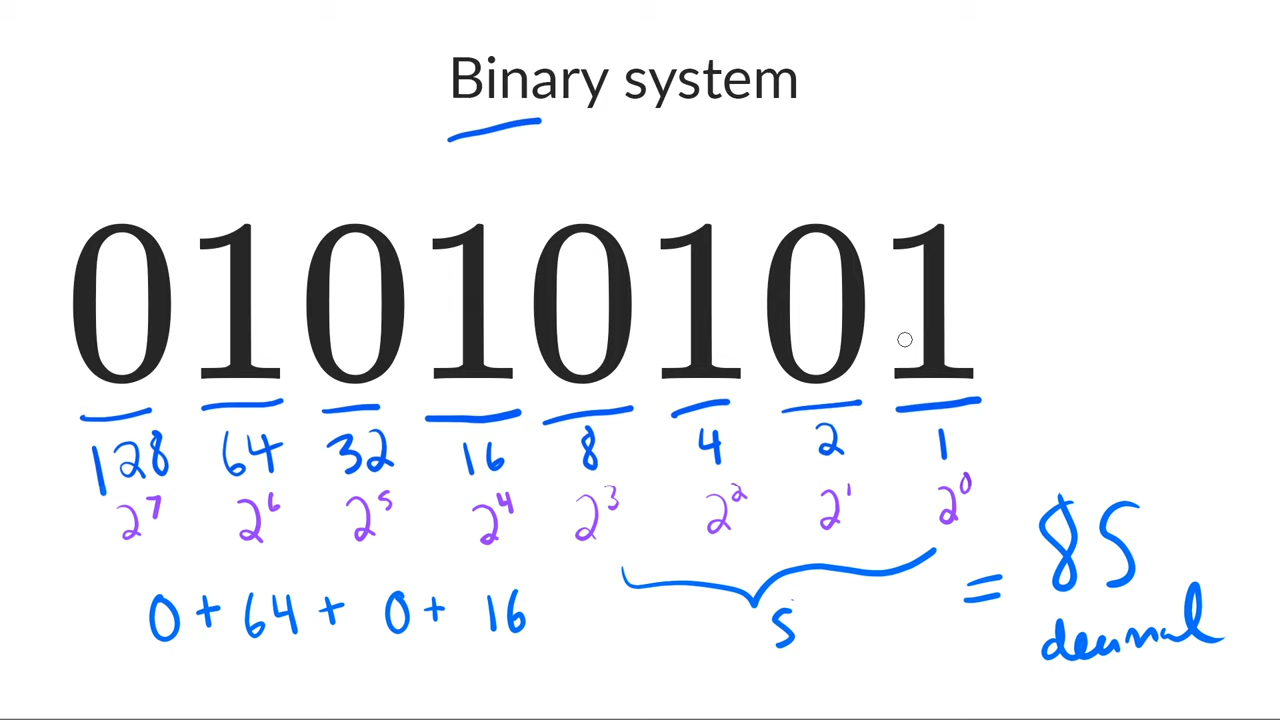 Binary system
01010101
128 64 32 16 8 4 2 1
2⁷ 2⁶ 2⁵ 2⁴ 2³ 2² 2¹ 2⁰
0 + 64 + 0 + 16 5 = 85
decimal